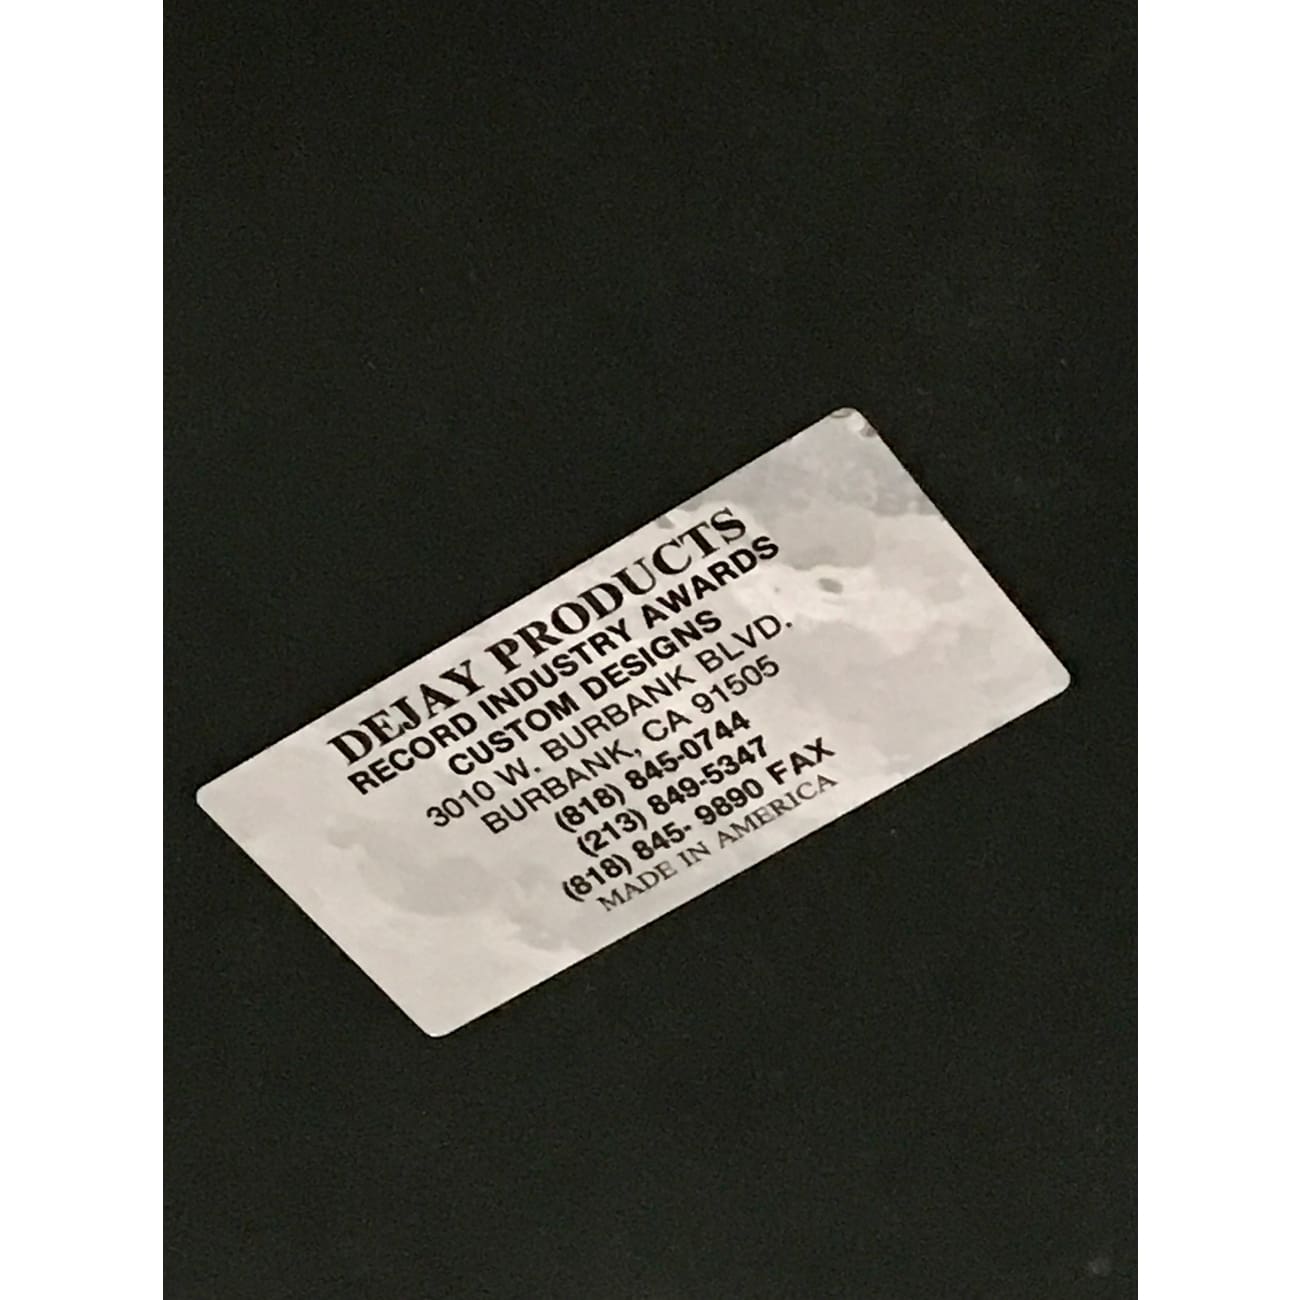 DEJAY PRODUCTS
RECORD INDUSTRY AWARDS
CUSTOM DESIGNS
3010 W. BURBANK BLVD.
BURBANK, CA 91505
(818) 845-0744
(213) 849-5347
(818) 845- 9890 FAX
MADE IN AMERICA